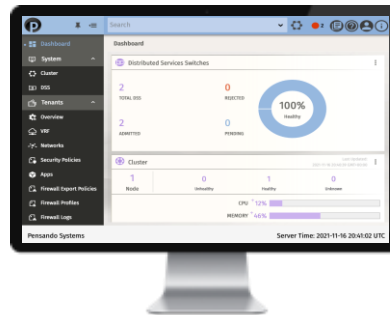 Search
2
Dashboard
Dashboard
System
Cluster
DSS
Tenants
Overview
VRF
Networks
Security Policies
Apps
Firewall Export Policies
Firewall Profiles
Firewall Logs
Distributed Services Switches
2
TOTAL DSS
0
REJECTED
2
ADMITTED
0
PENDING
100%
Healthy
Cluster
1
Node
0
Unhealthy
1
Healthy
0
Unknown
CPU 12%
MEMORY 46%
Pensando Systems
Server Time: 2021-11-16 20:41:02 UTC